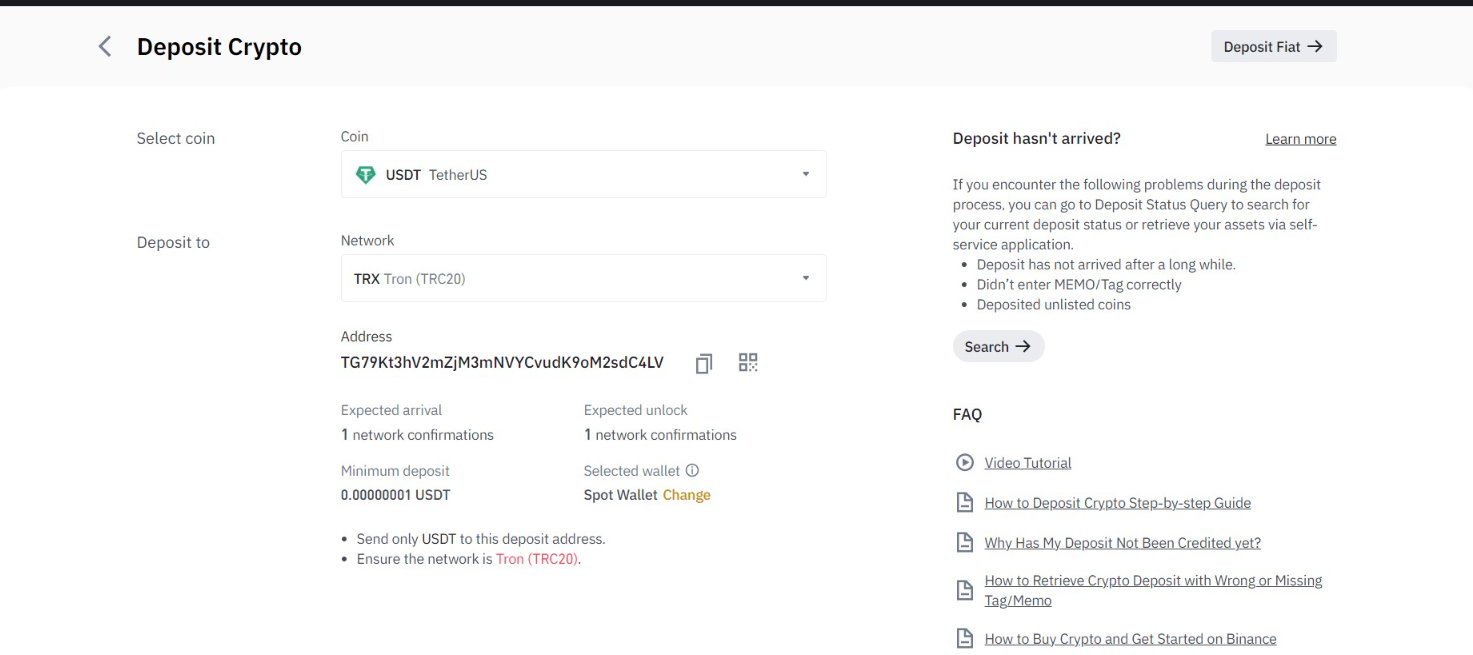 Deposit Crypto
Deposit Fiat →
Select coin
Coin
USDT TetherUS
Deposit to
Network
TRX Tron (TRC20)
Address
TG79Kt3hV2mZjM3mNVYCvudK9oM2sdC4LV
Expected arrival
1 network confirmations
Expected unlock
1 network confirmations
Minimum deposit
0.00000001 USDT
Selected wallet
Spot Wallet Change
• Send only USDT to this deposit address.
• Ensure the network is Tron (TRC20).
Deposit hasn't arrived?
Learn more
If you encounter the following problems during the deposit
process, you can go to Deposit Status Query to search for
your current deposit status or retrieve your assets via self-
service application.
• Deposit has not arrived after a long while.
• Didn't enter MEMO/Tag correctly
• Deposited unlisted coins
Search →
FAQ
Video Tutorial
How to Deposit Crypto Step-by-step Guide
Why Has My Deposit Not Been Credited yet?
How to Retrieve Crypto Deposit with Wrong or Missing
Tag/Memo
How to Buy Crypto and Get Started on Binance